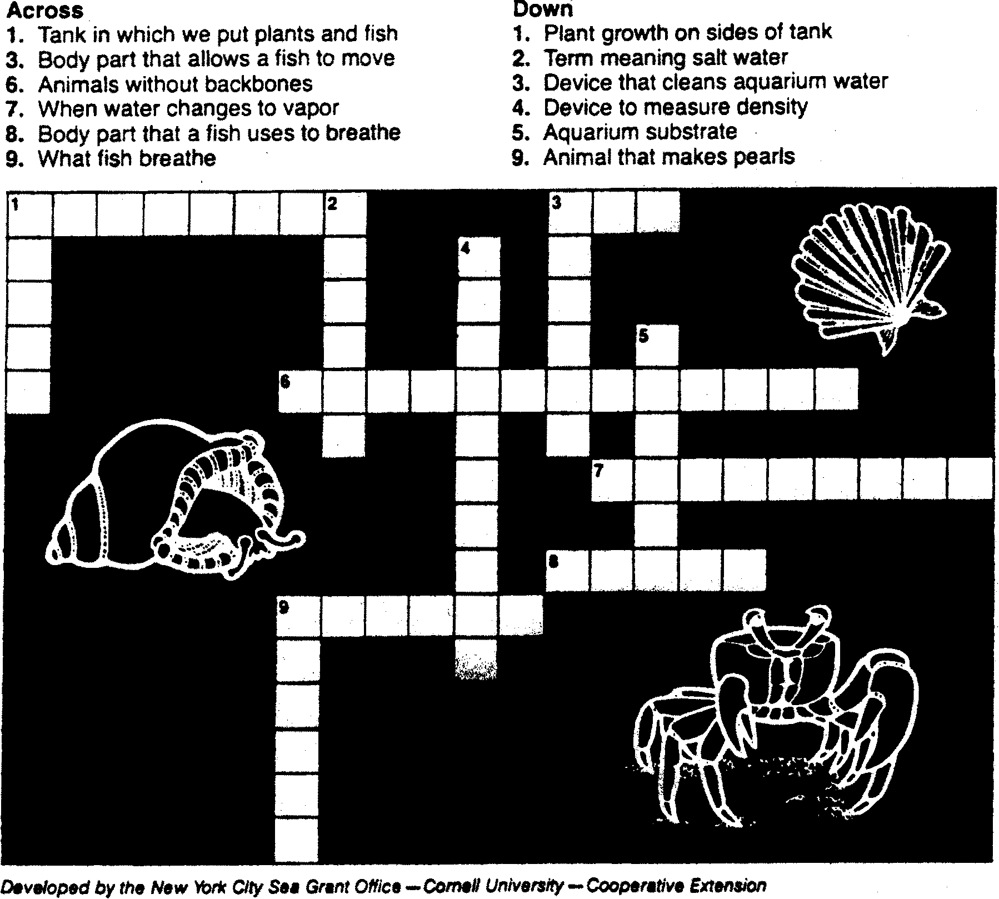 Across
1. Tank in which we put plants and fish
3. Body part that allows a fish to move
6. Animals without backbones
7. When water changes to vapor
8. Body part that a fish uses to breathe
9. What fish breathe
Down
1. Plant growth on sides of tank
2. Term meaning salt water
3. Device that cleans aquarium water
4. Device to measure density
5. Aquarium substrate
9. Animal that makes pearls
1 2 3
4
5
6
7
8
9
Developed by the New York City Sea Grant Office — Cornell University — Cooperative Extension